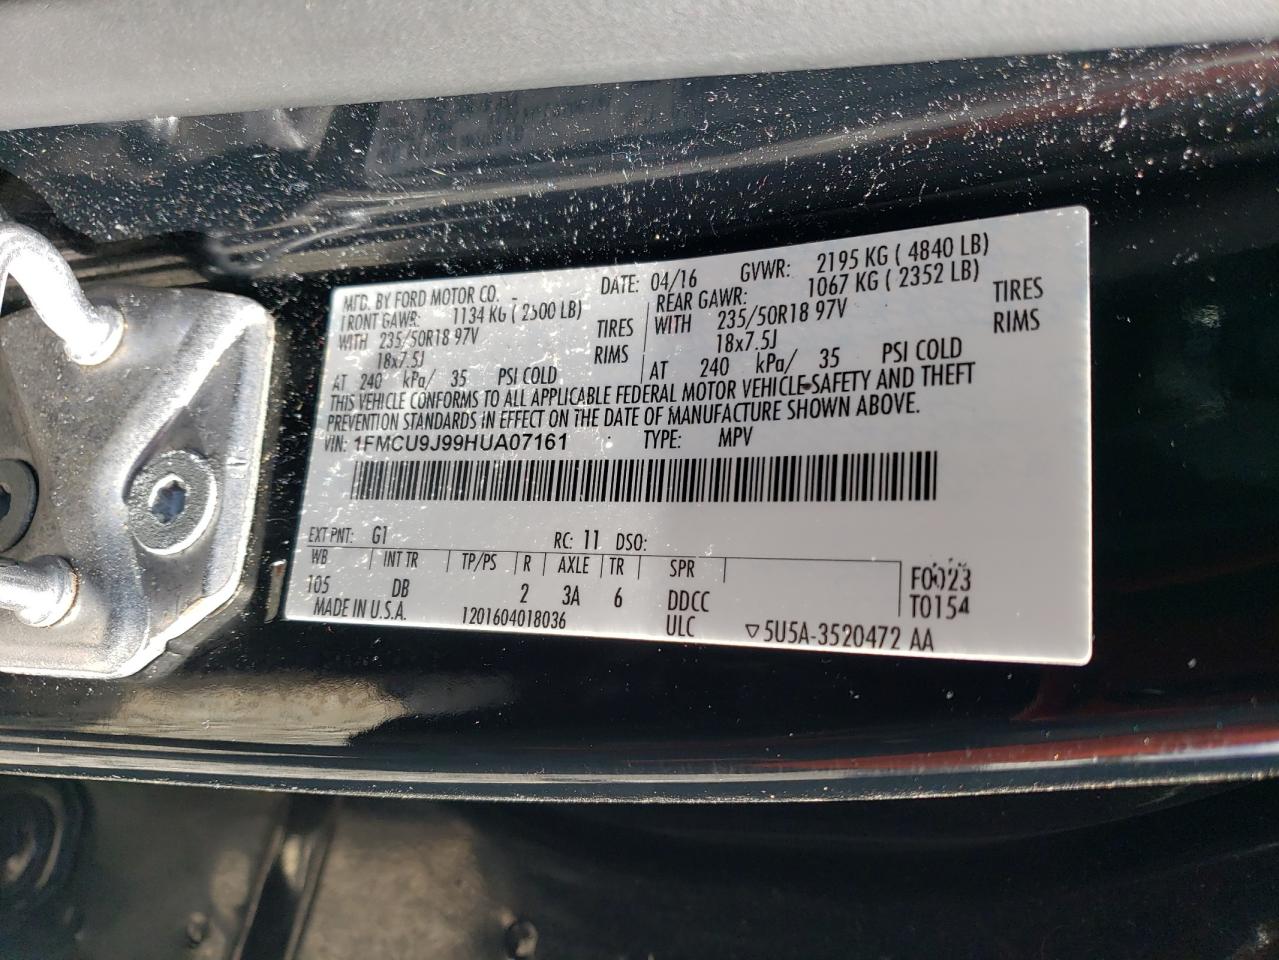 MFD. BY FORD MOTOR CO. DATE: 04/16 GVWR: 2195 KG ( 4840 LB)
FRONT GAWR: 1134 KG ( 2500 LB) REAR GAWR: 1067 KG ( 2352 LB)
WITH 235/50R18 97V TIRES WITH 235/50R18 97V TIRES
18x7.5J RIMS 18x7.5J RIMS
AT 240 kPa/ 35 PSI COLD AT 240 kPa/ 35 PSI COLD
THIS VEHICLE CONFORMS TO ALL APPLICABLE FEDERAL MOTOR VEHICLE SAFETY AND THEFT
PREVENTION STANDARDS IN EFFECT ON THE DATE OF MANUFACTURE SHOWN ABOVE.
VIN: 1FMCU9J99HUA07161 TYPE: MPV
EXT PNT: G1 RC: 11 DSO:
WB INT TR TP/PS R AXLE TR SPR F0023
105 DB 2 3A 6 DDCC T0154
MADE IN U.S.A. 1201604018036 ULC ▽5U5A-3520472 AA